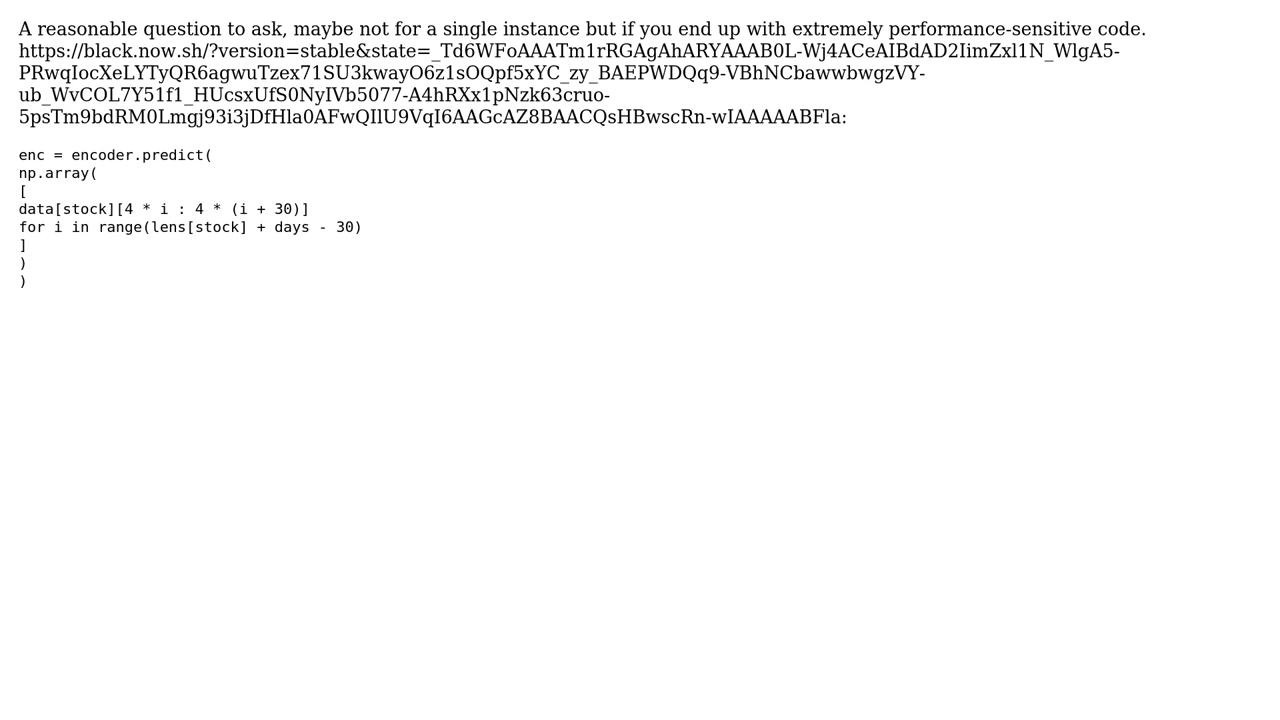 A reasonable question to ask, maybe not for a single instance but if you end up with extremely performance-sensitive code.
https://black.now.sh/?version=stable&state=_Td6WFoAAATm1rRGAgAhARYAAAB0L-Wj4ACeAIBdAD2IimZxl1N_WlgA5-
PRwqIocXeLYTyQR6agwuTzex71SU3kwayO6z1sOQpf5xYC_zy_BAEPWDQq9-VBhNCbawwbwgzVY-
ub_WvCOL7Y51f1_HUcsxUfS0NyIVb5077-A4hRXx1pNzk63cruo-
5psTm9bdRM0Lmgj93i3jDfHla0AFwQIlU9VqI6AAGcAZ8BAACQsHBwscRn-wIAAAAABFla:
enc = encoder.predict(
np.array(
[
data[stock][4 * i : 4 * (i + 30)]
for i in range(lens[stock] + days - 30)
]
)
)